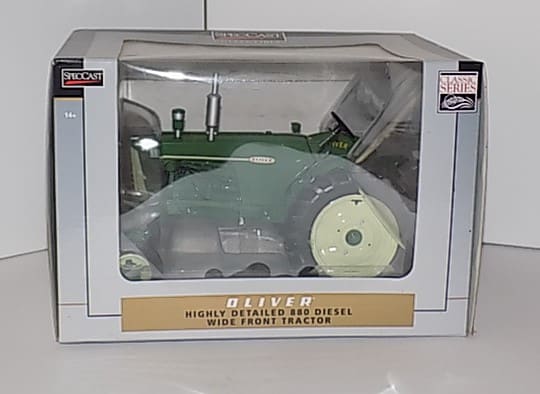 SPECCAST
CLASSIC
SERIES
14+
OLIVER
OLIVER
HIGHLY DETAILED 880 DIESEL
WIDE FRONT TRACTOR